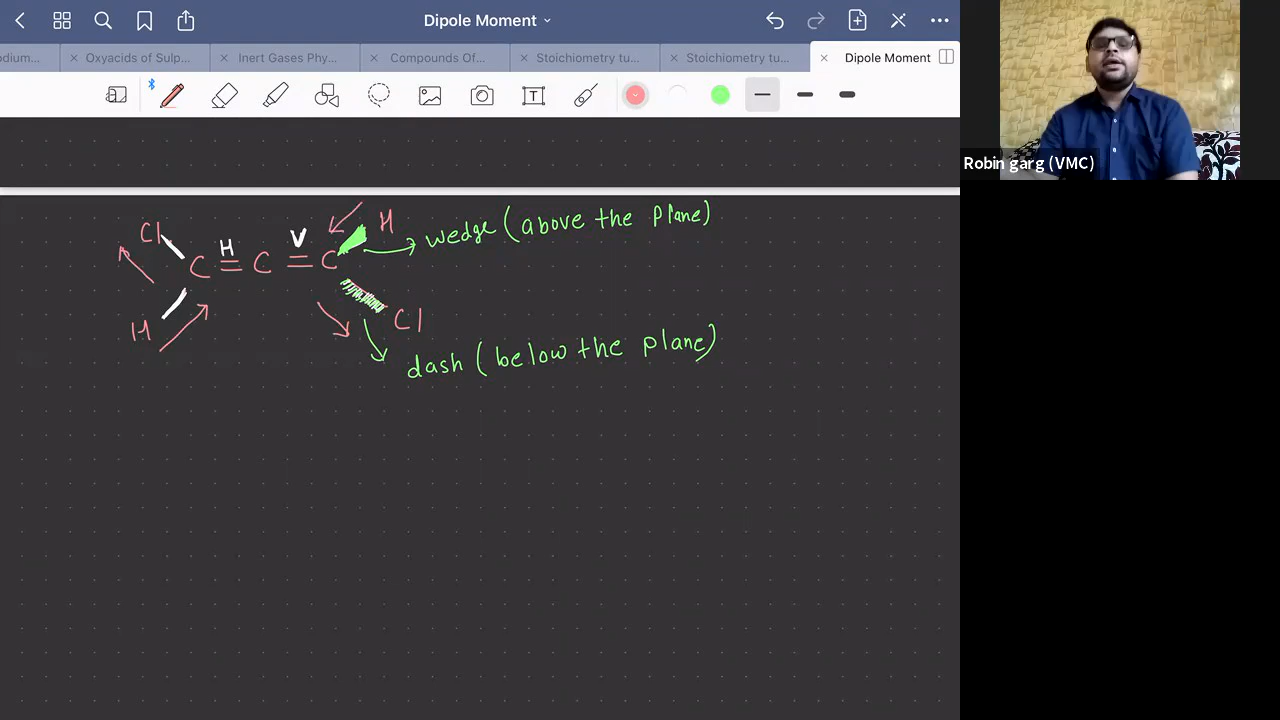 Dipole Moment
odium...
Oxyacids of Sulp...
Inert Gases Phy...
Compounds Of...
Stoichiometry tu...
Stoichiometry tu...
Dipole Moment
T
Robin garg (VMC)
Cl H
H V
C = C = C
wedge (above the plane)
H Cl
dash (below the plane)